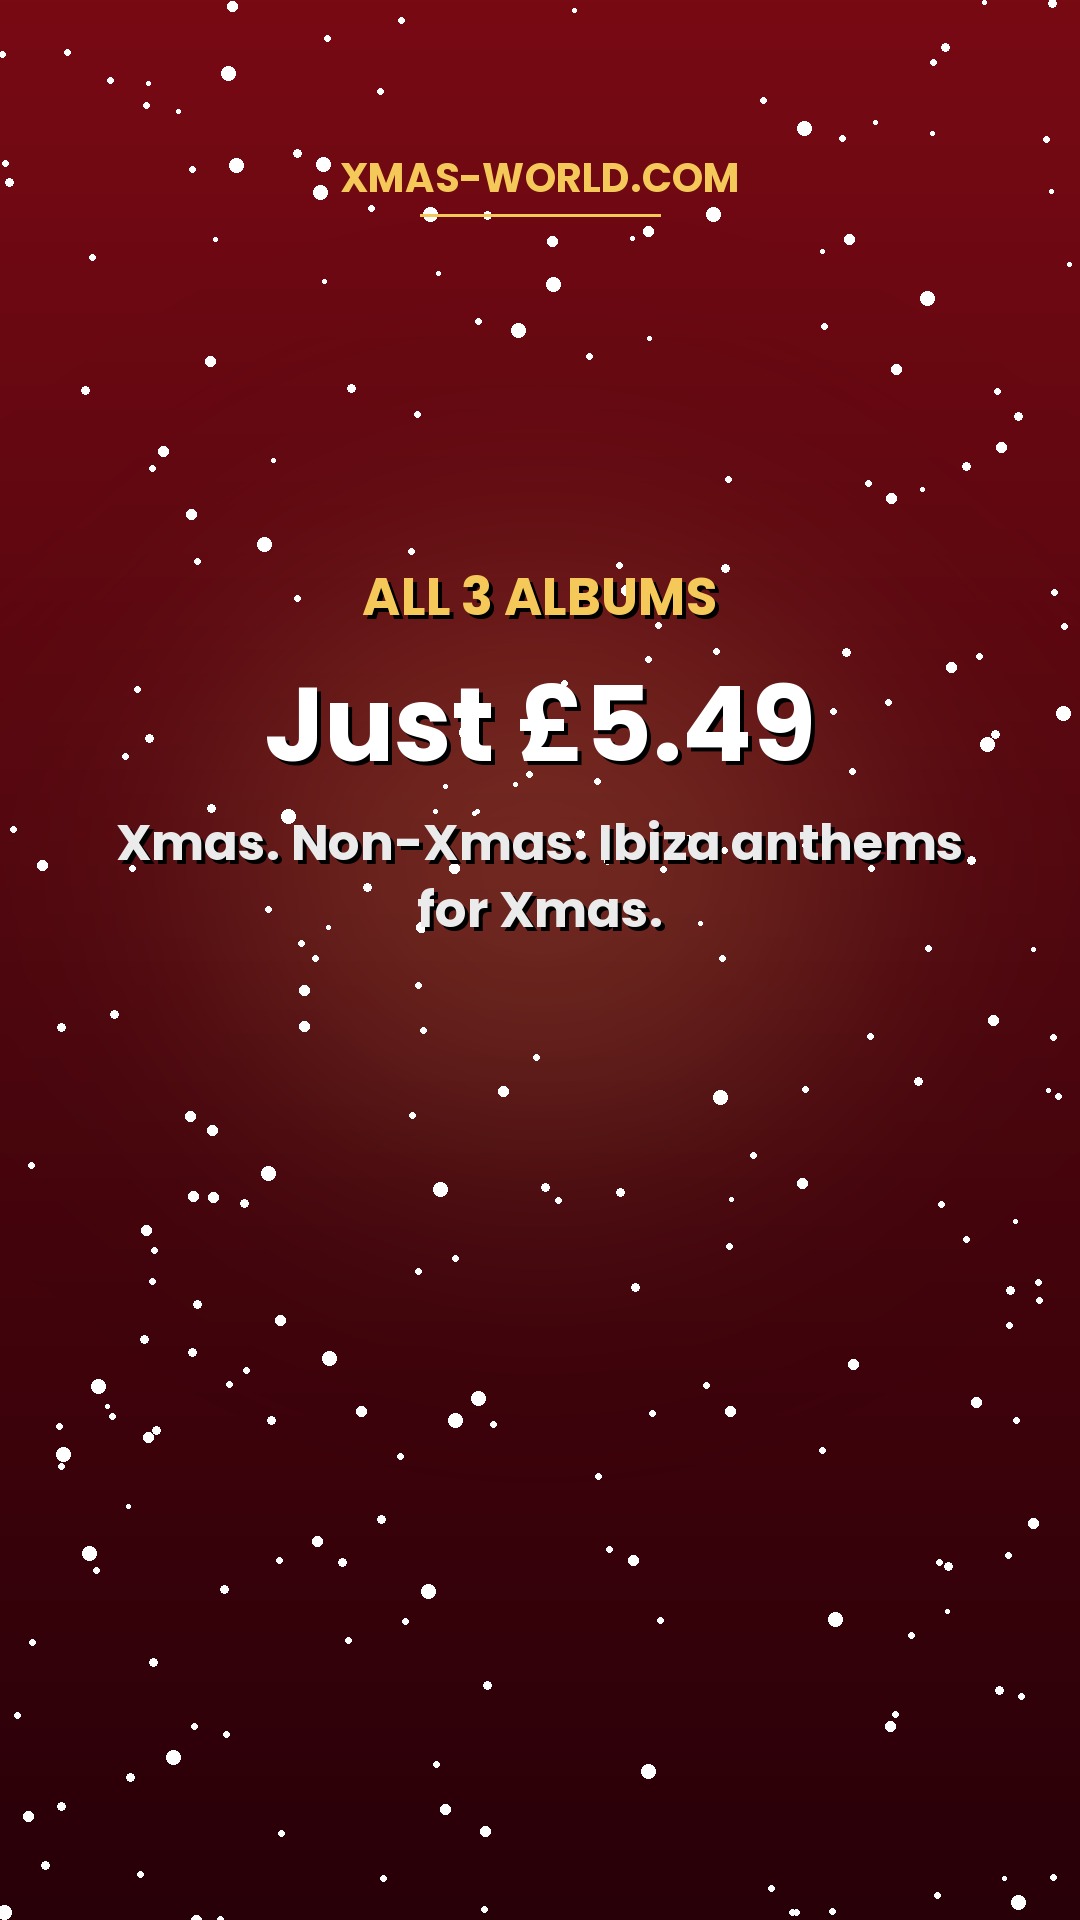 XMAS-WORLD.COM
ALL 3 ALBUMS
Just £5.49
Xmas. Non-Xmas. Ibiza anthems
for Xmas.